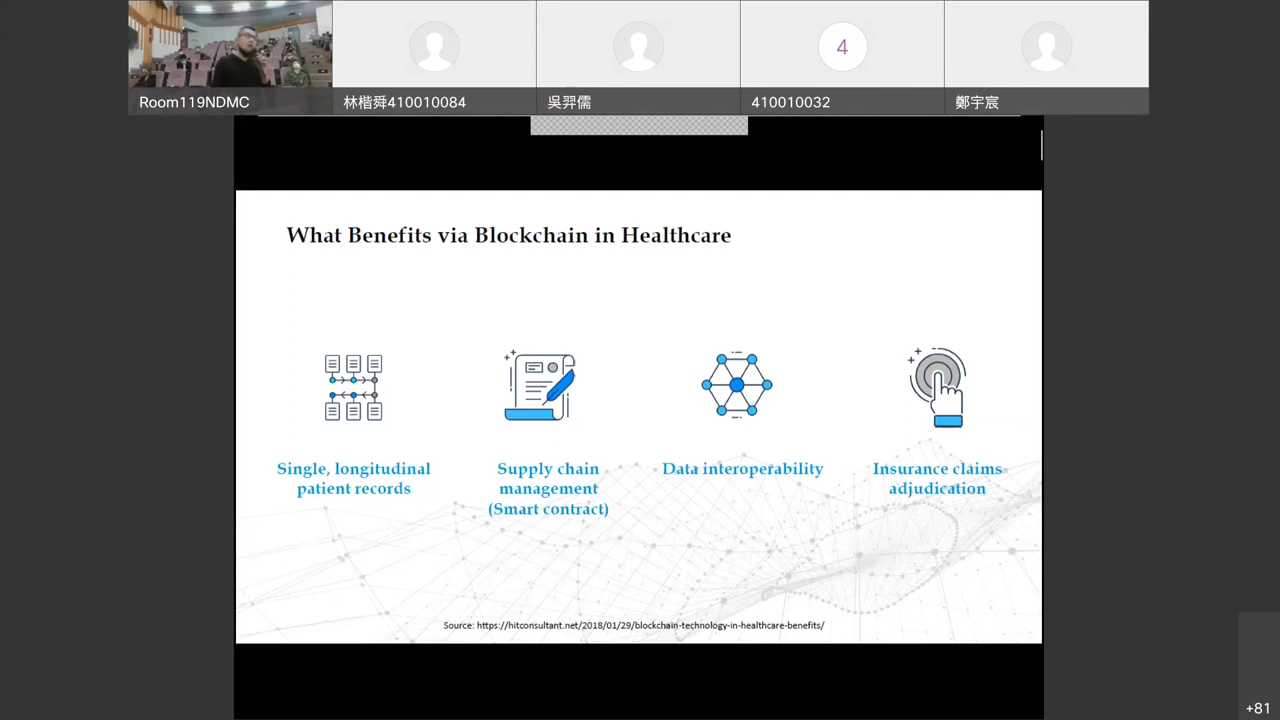 Room119NDMC
林楷舜410010084
吳羿儒
4
410010032
鄭宇宸
What Benefits via Blockchain in Healthcare
Single, longitudinal
patient records
Supply chain
management
(Smart contract)
Data interoperability
Insurance claims
adjudication
Source: https://hitconsultant.net/2018/01/29/blockchain-technology-in-healthcare-benefits/
+81